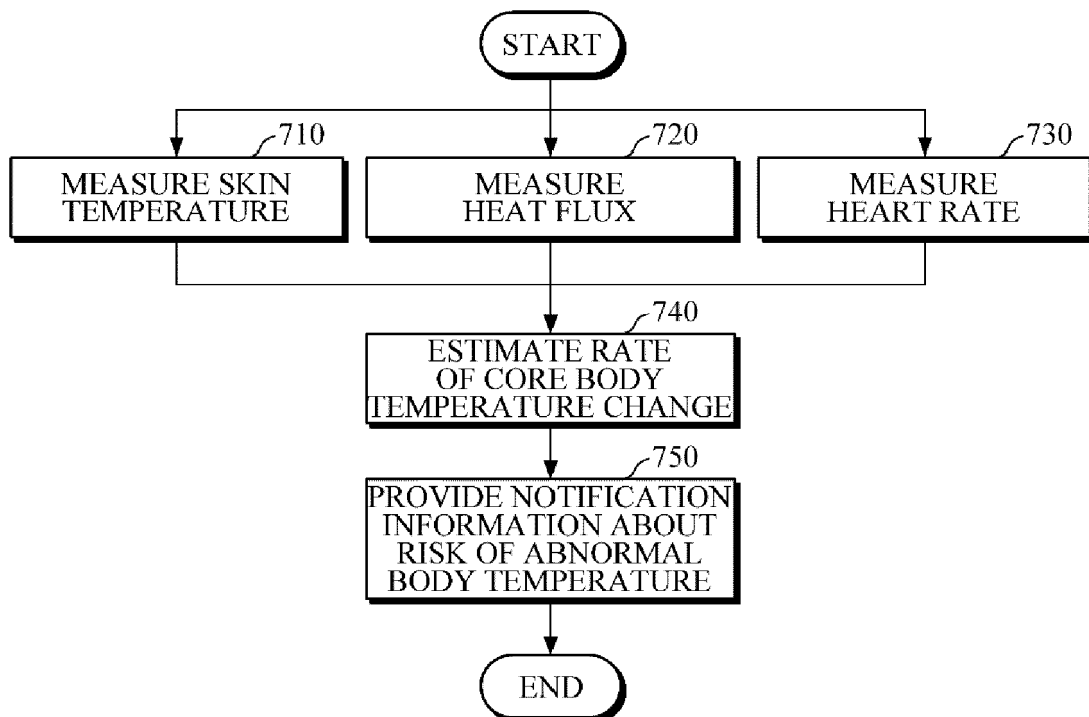 START
710
MEASURE SKIN
TEMPERATURE
720
MEASURE
HEAT FLUX
730
MEASURE
HEART RATE
740
ESTIMATE RATE
OF CORE BODY
TEMPERATURE CHANGE
750
PROVIDE NOTIFICATION
INFORMATION ABOUT
RISK OF ABNORMAL
BODY TEMPERATURE
END